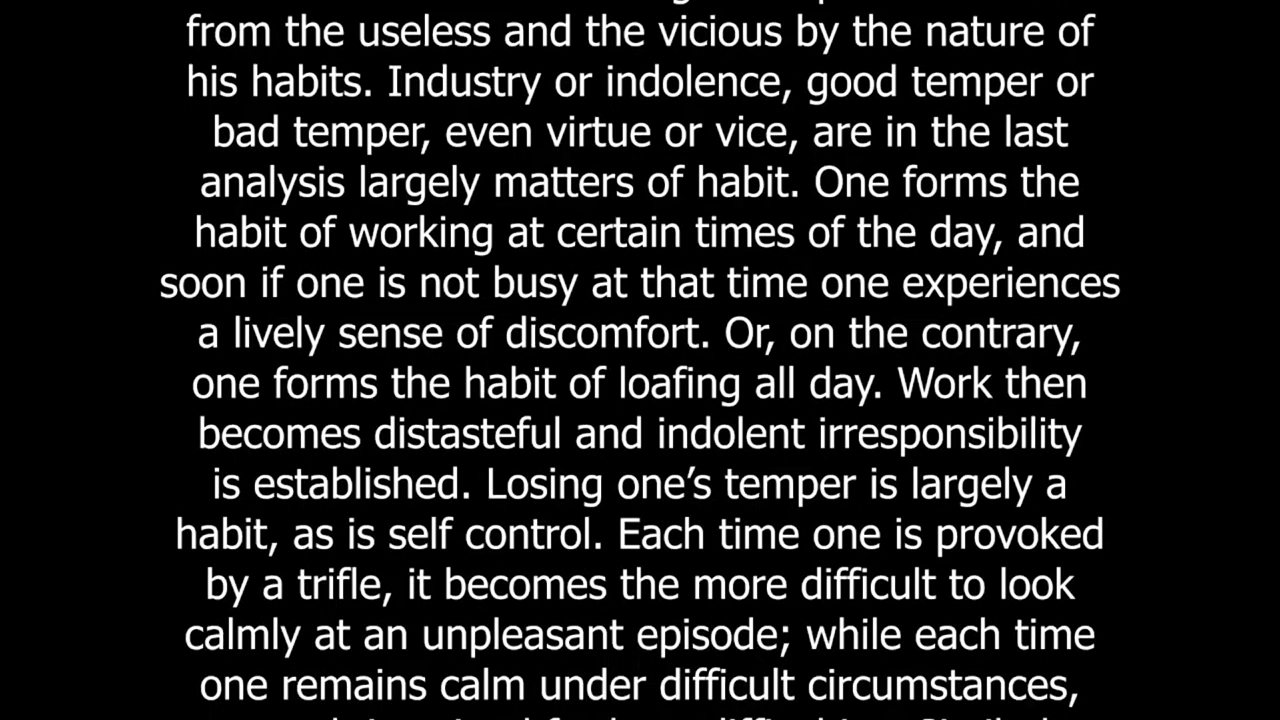 from the useless and the vicious by the nature of
his habits. Industry or indolence, good temper or
bad temper, even virtue or vice, are in the last
analysis largely matters of habit. One forms the
habit of working at certain times of the day, and
soon if one is not busy at that time one experiences
a lively sense of discomfort. Or, on the contrary,
one forms the habit of loafing all day. Work then
becomes distasteful and indolent irresponsibility
is established. Losing one’s temper is largely a
habit, as is self control. Each time one is provoked
by a trifle, it becomes the more difficult to look
calmly at an unpleasant episode; while each time
one remains calm under difficult circumstances,